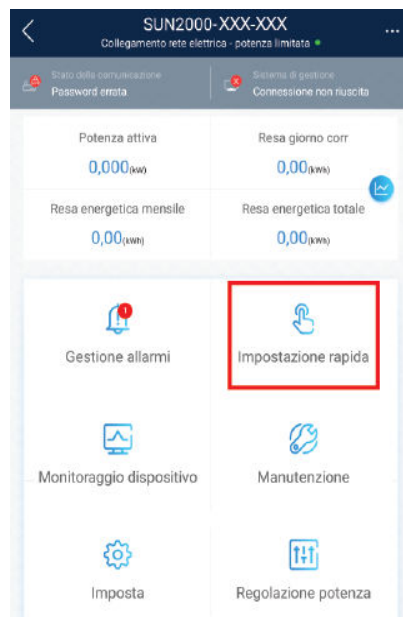 SUN2000-XXX-XXX
Collegamento rete elettrica - potenza limitata
...
Stato della comunicazione
Password errata
Sistema di gestione
Connessione non riuscita
Potenza attiva
0,000(kW)
Resa giorno corr
0,00(kWh)
Resa energetica mensile
0,00(kWh)
Resa energetica totale
0,00(kWh)
1
Gestione allarmi
Impostazione rapida
Monitoraggio dispositivo
Manutenzione
Imposta
Regolazione potenza